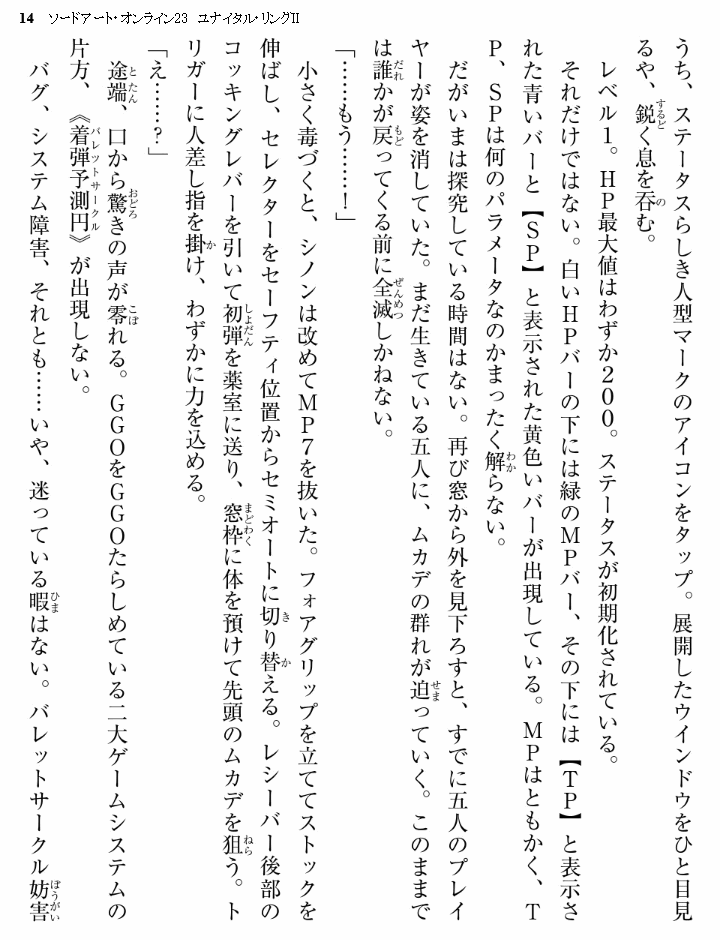 14 ソードアート・オンライン23 ユナイタル・リングⅡ
うち、ステータスらしき人型マークのアイコンをタップ。展開したウインドウをひと目見
るや、鋭く息を呑む。
レベル1。HP最大値はわずか200。ステータスが初期化されている。
それだけではない。白いHPバーの下には緑のMPバー、その下には【TP】と表示さ
れた青いバーと【SP】と表示された黄色いバーが出現している。MPはともかく、T
P、SPは何のパラメータなのかまったく解らない。
だがいまは探究している時間はない。再び窓から外を見下ろすと、すでに五人のプレイ
ヤーが姿を消していた。まだ生きている五人に、ムカデの群れが迫っていく。このままで
は誰かが戻ってくる前に全滅しかねない。
「……もう……！」
小さく毒づくと、シノンは改めてMP7を抜いた。フォアグリップを立ててストックを
伸ばし、セレクターをセーフティ位置からセミオートに切り替える。レシーバー後部の
コッキングレバーを引いて初弾を薬室に送り、窓枠に体を預けて先頭のムカデを狙う。ト
リガーに人差し指を掛け、わずかに力を込める。
「え……？」
途端、口から驚きの声が零れる。GGOをGGOたらしめている二大ゲームシステムの
片方、《着弾予測円》が出現しない。
バグ、システム障害、それとも……いや、迷っている暇はない。バレットサークル妨害